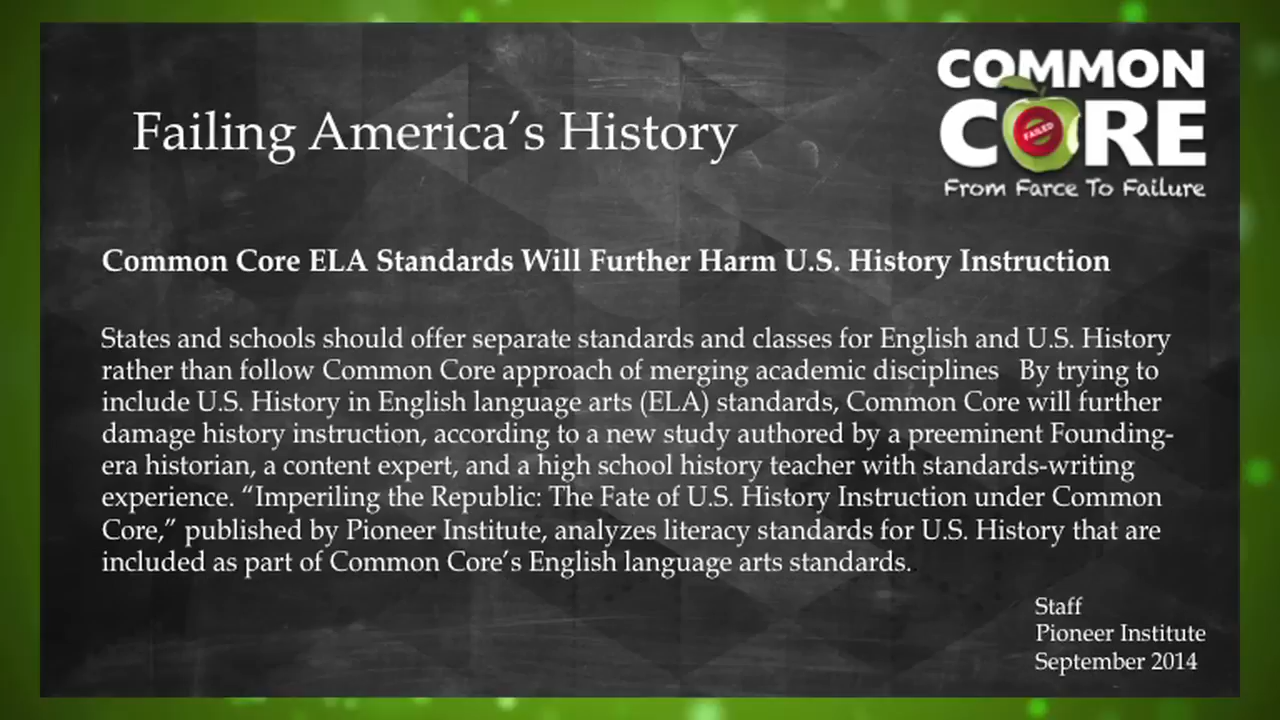 Failing America’s History
COMMON
CORE
FAILED
From Farce To Failure
Common Core ELA Standards Will Further Harm U.S. History Instruction
States and schools should offer separate standards and classes for English and U.S. History
rather than follow Common Core approach of merging academic disciplines   By trying to
include U.S. History in English language arts (ELA) standards, Common Core will further
damage history instruction, according to a new study authored by a preeminent Founding-
era historian, a content expert, and a high school history teacher with standards-writing
experience. “Imperiling the Republic: The Fate of U.S. History Instruction under Common
Core,” published by Pioneer Institute, analyzes literacy standards for U.S. History that are
included as part of Common Core’s English language arts standards.
Staff
Pioneer Institute
September 2014